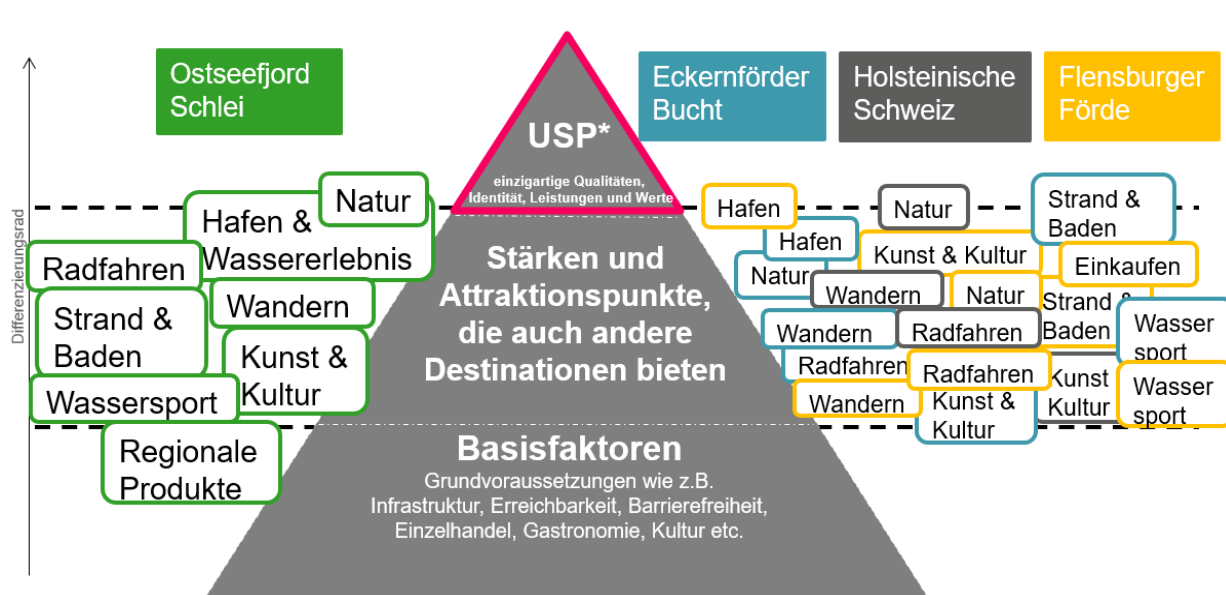 Differenzierungsrad
Ostseefjord
Schlei
USP*
einzigartige Qualitäten,
Identität, Leistungen und Werte
Eckernförder
Bucht
Holsteinische
Schweiz
Flensburger
Förde
Natur
Hafen &
Wassererlebnis
Radfahren
Wandern
Strand &
Baden
Kunst &
Kultur
Wassersport
Regionale
Produkte
Stärken und
Attraktionspunkte,
die auch andere
Destinationen bieten
Basisfaktoren
Grundvoraussetzungen wie z.B.
Infrastruktur, Erreichbarkeit, Barrierefreiheit,
Einzelhandel, Gastronomie, Kultur etc.
Hafen
Natur
Strand &
Baden
Hafen
Kunst & Kultur
Einkaufen
Natur
Wandern
Natur
Strand &
Baden
Wandern
Radfahren
Wasser
sport
Radfahren
Radfahren
Kunst
Kultur
Wasser
sport
Wandern
Kunst &
Kultur